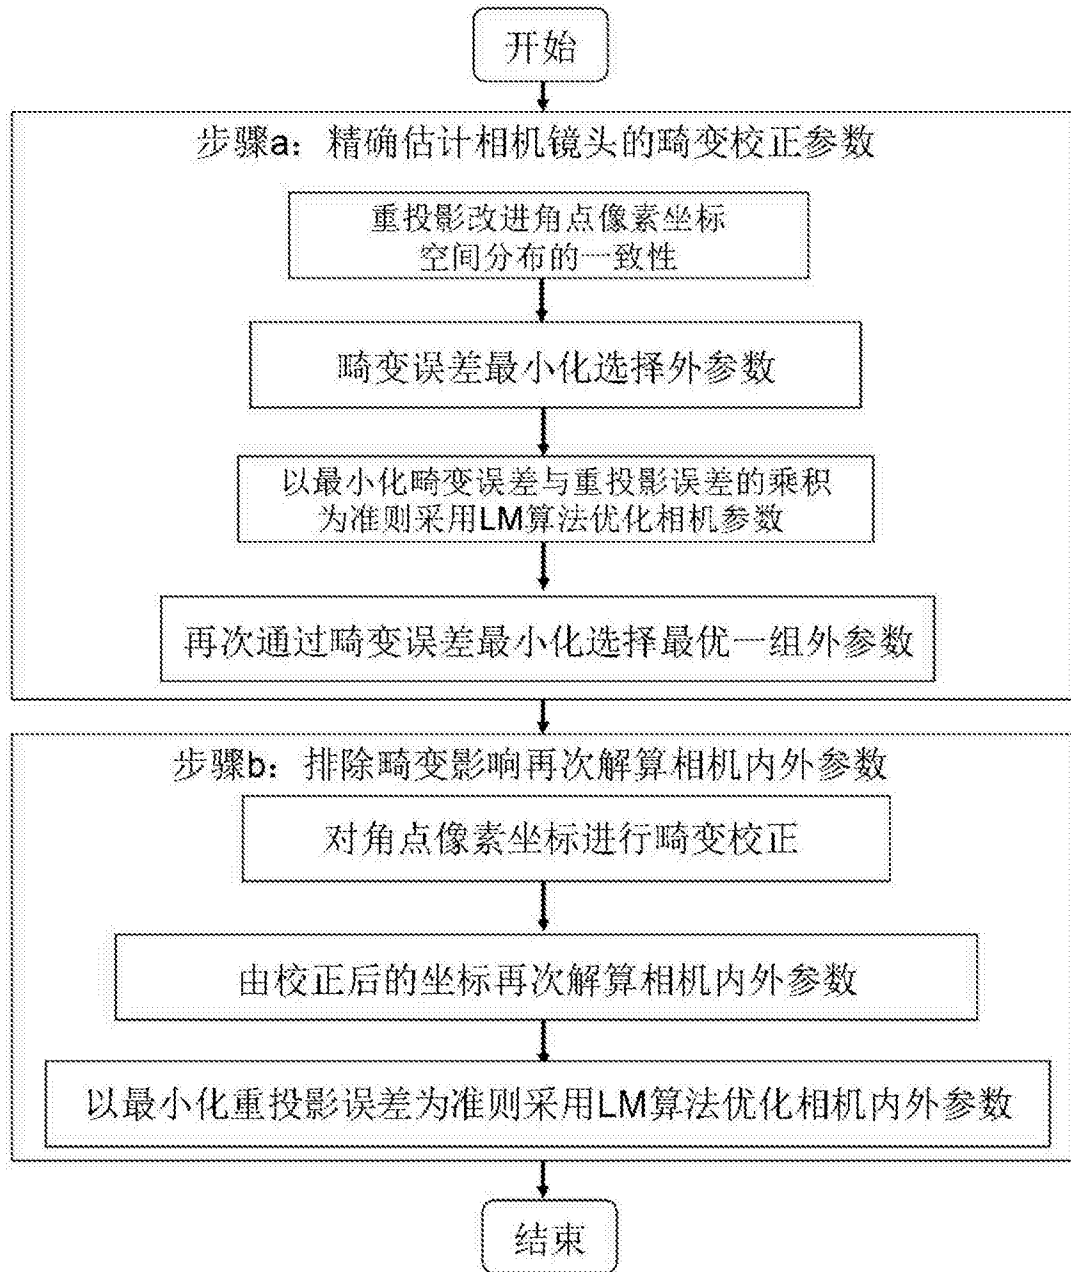 开始
步骤a：精确估计相机镜头的畸变校正参数
重投影改进角点像素坐标
空间分布的一致性
畸变误差最小化选择外参数
以最小化畸变误差与重投影误差的乘积
为准则采用LM算法优化相机参数
再次通过畸变误差最小化选择最优一组外参数
步骤b：排除畸变影响再次解算相机内外参数
对角点像素坐标进行畸变校正
由校正后的坐标再次解算相机内外参数
以最小化重投影误差为准则采用LM算法优化相机内外参数
结束